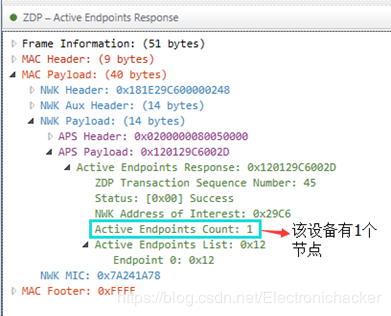 ZDP – Active Endpoints Response
Frame Information: (51 bytes)
MAC Header: (9 bytes)
MAC Payload: (40 bytes)
NWK Header: 0x181E29C600000248
NWK Aux Header: (14 bytes)
NWK Payload: (14 bytes)
APS Header: 0x0200000080050000
APS Payload: 0x120129C6002D
Active Endpoints Response: 0x120129C6002D
ZDP Transaction Sequence Number: 45
Status: [0x00] Success
NWK Address of Interest: 0x29C6
Active Endpoints Count: 1
该设备有1个
节点
Active Endpoints List: 0x12
Endpoint 0: 0x12
NWK MIC: 0x7A241A78
MAC Footer: 0xFFFF
https://blog.csdn.net/Electronichacker